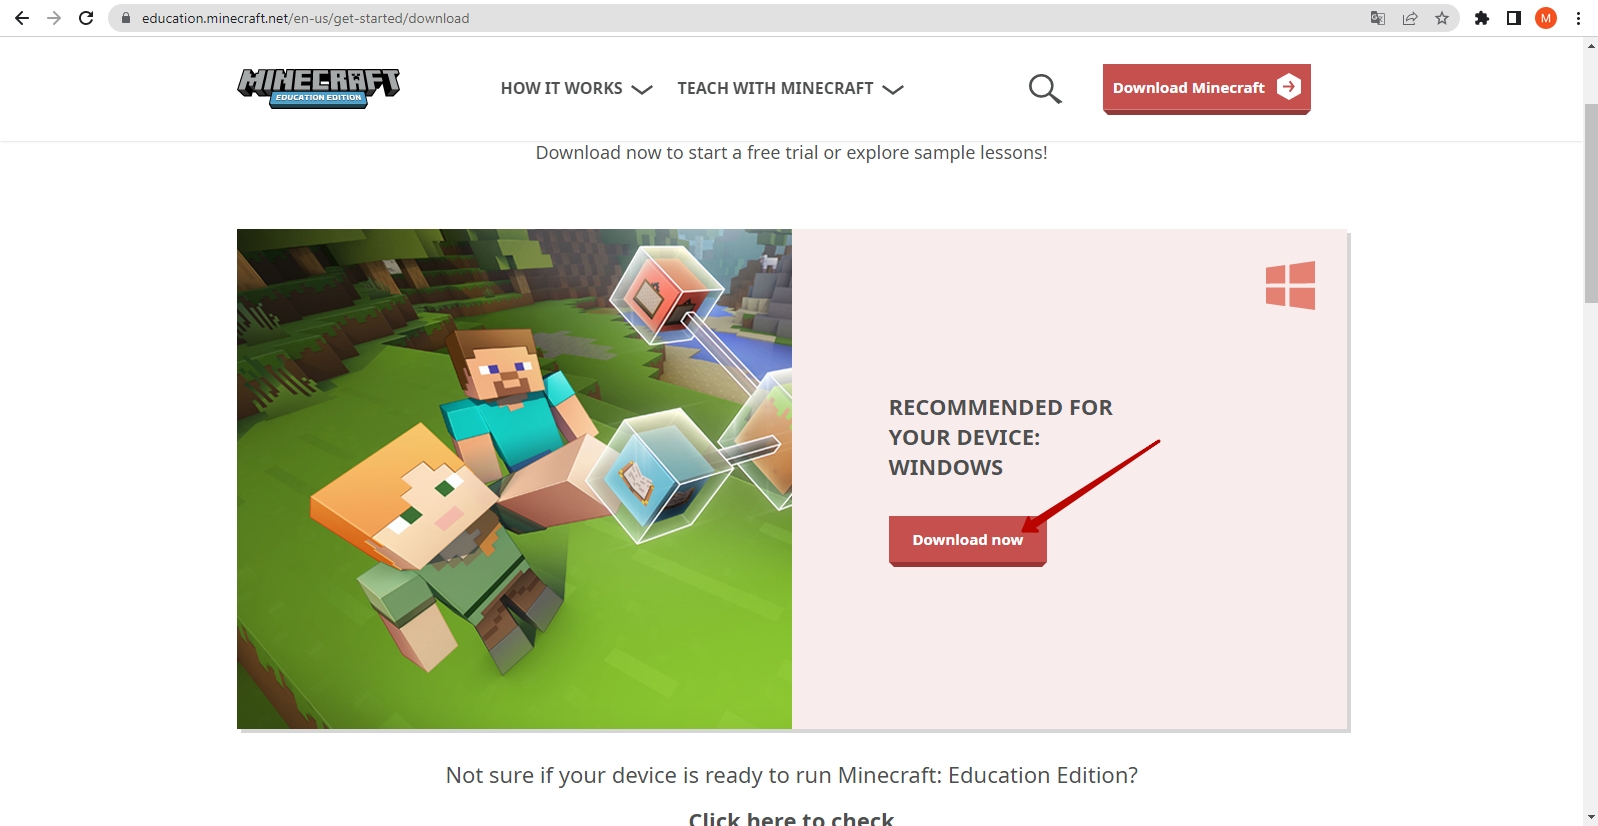 education.minecraft.net/en-us/get-started/download
M
MINECRAFT
EDUCATION EDITION
HOW IT WORKS
TEACH WITH MINECRAFT
Download Minecraft
Download now to start a free trial or explore sample lessons!
RECOMMENDED FOR
YOUR DEVICE:
WINDOWS
Download now
Not sure if your device is ready to run Minecraft: Education Edition?
Click here to check